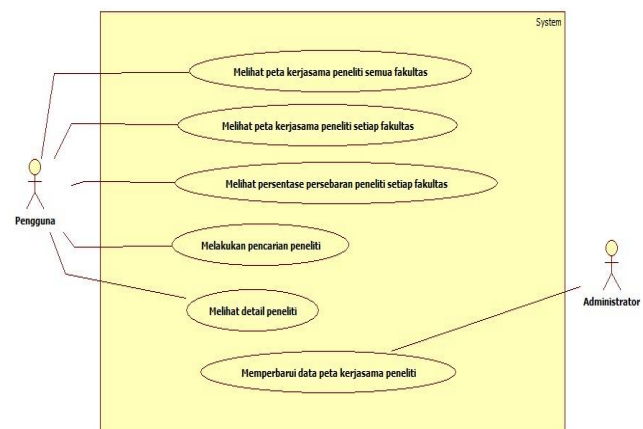 System
Melihat peta kerjasama peneliti semua fakultas
Melihat peta kerjasama peneliti setiap fakultas
Melihat persentase persebaran peneliti setiap fakultas
Pengguna
Melakukan pencarian peneliti
Administrator
Melihat detail peneliti
Memperbarui data peta kerjasama peneliti